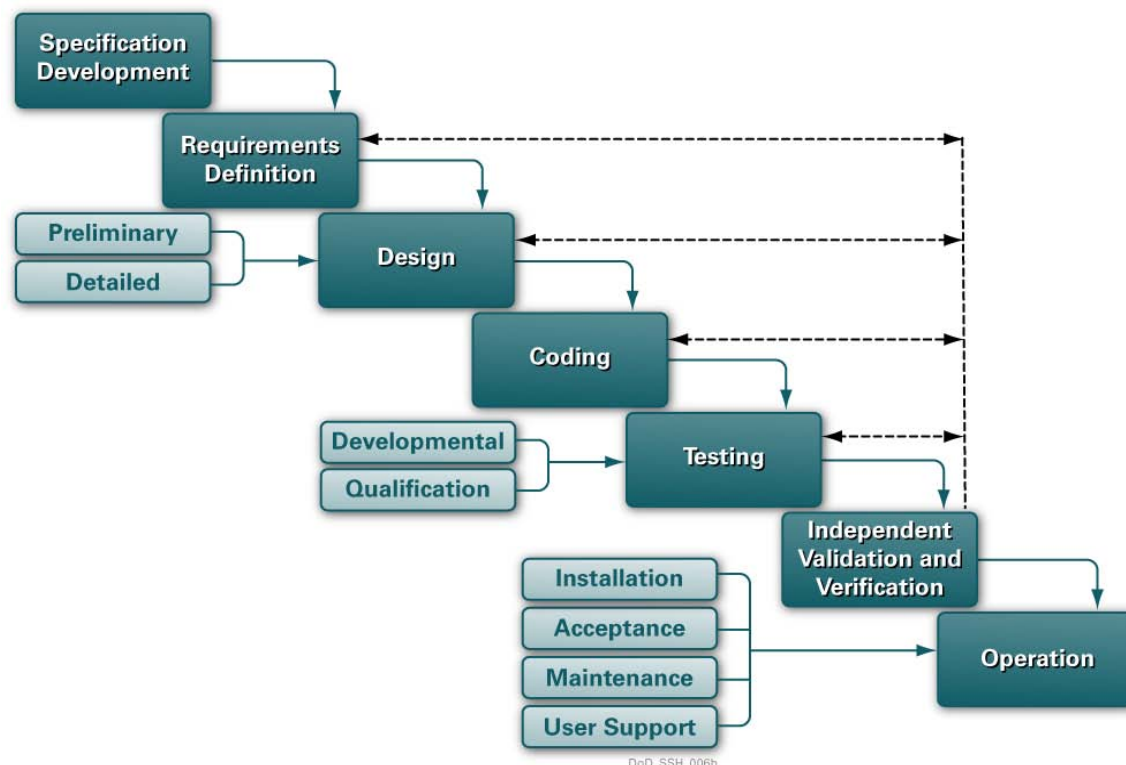 Specification
Development
Requirements
Definition
Preliminary
Detailed
Design
Coding
Developmental
Qualification
Testing
Independent
Validation and
Verification
Installation
Acceptance
Maintenance
User Support
Operation
DoD_SSH_006b